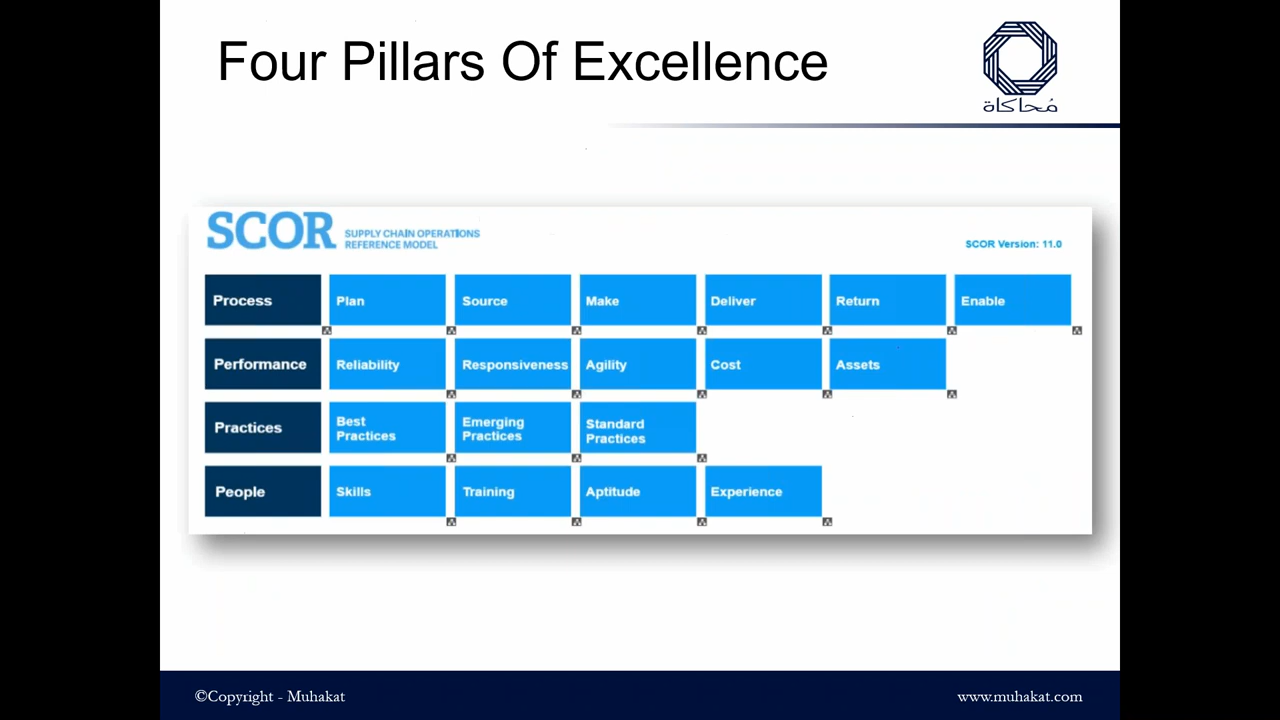 Four Pillars Of Excellence
مُحاكاة
SCOR
SUPPLY CHAIN OPERATIONS
REFERENCE MODEL
SCOR Version: 11.0
Process
Plan
Source
Make
Deliver
Return
Enable
Performance
Reliability
Responsiveness
Agility
Cost
Assets
Practices
Best
Practices
Emerging
Practices
Standard
Practices
People
Skills
Training
Aptitude
Experience
©Copyright - Muhakat
www.muhakat.com